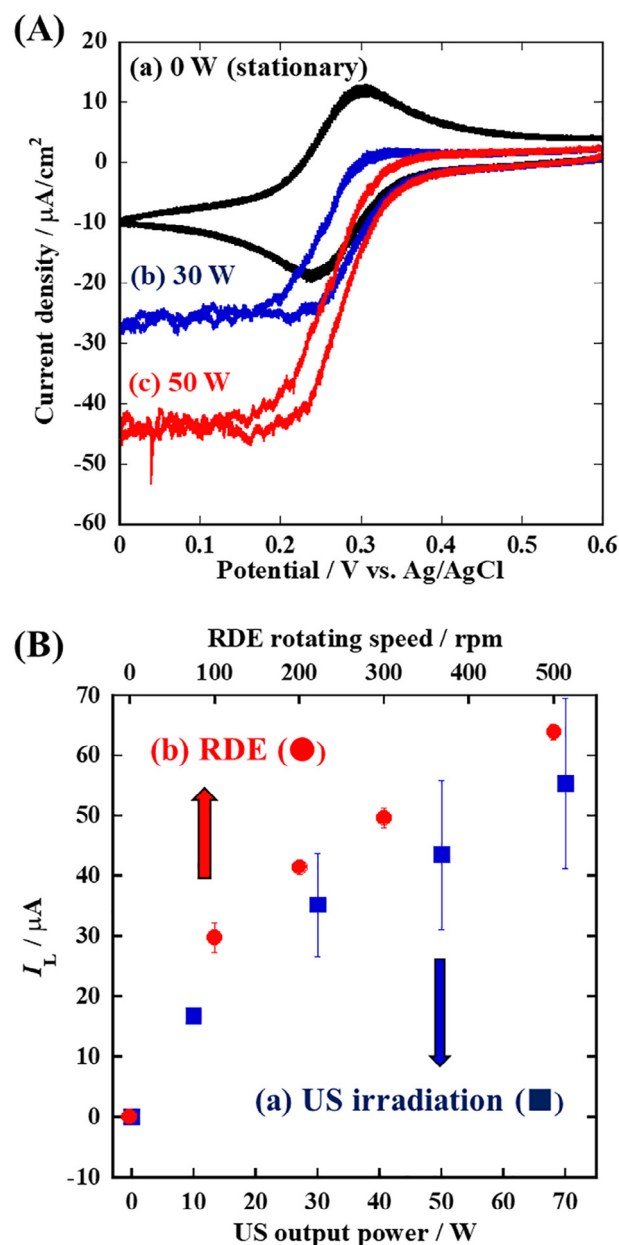 (A)
20
10
0
-10
-20
-30
-40
-50
-60
Current density / μA/cm²
(a) 0 W (stationary)
(b) 30 W
(c) 50 W
0 0.1 0.2 0.3 0.4 0.5 0.6
Potential / V vs. Ag/AgCl
(B)
RDE rotating speed / rpm
0 100 200 300 400 500
70
60
50
40
30
20
10
0
-10
I_L / μA
(b) RDE (●)
(a) US irradiation (■)
0 10 20 30 40 50 60 70
US output power / W